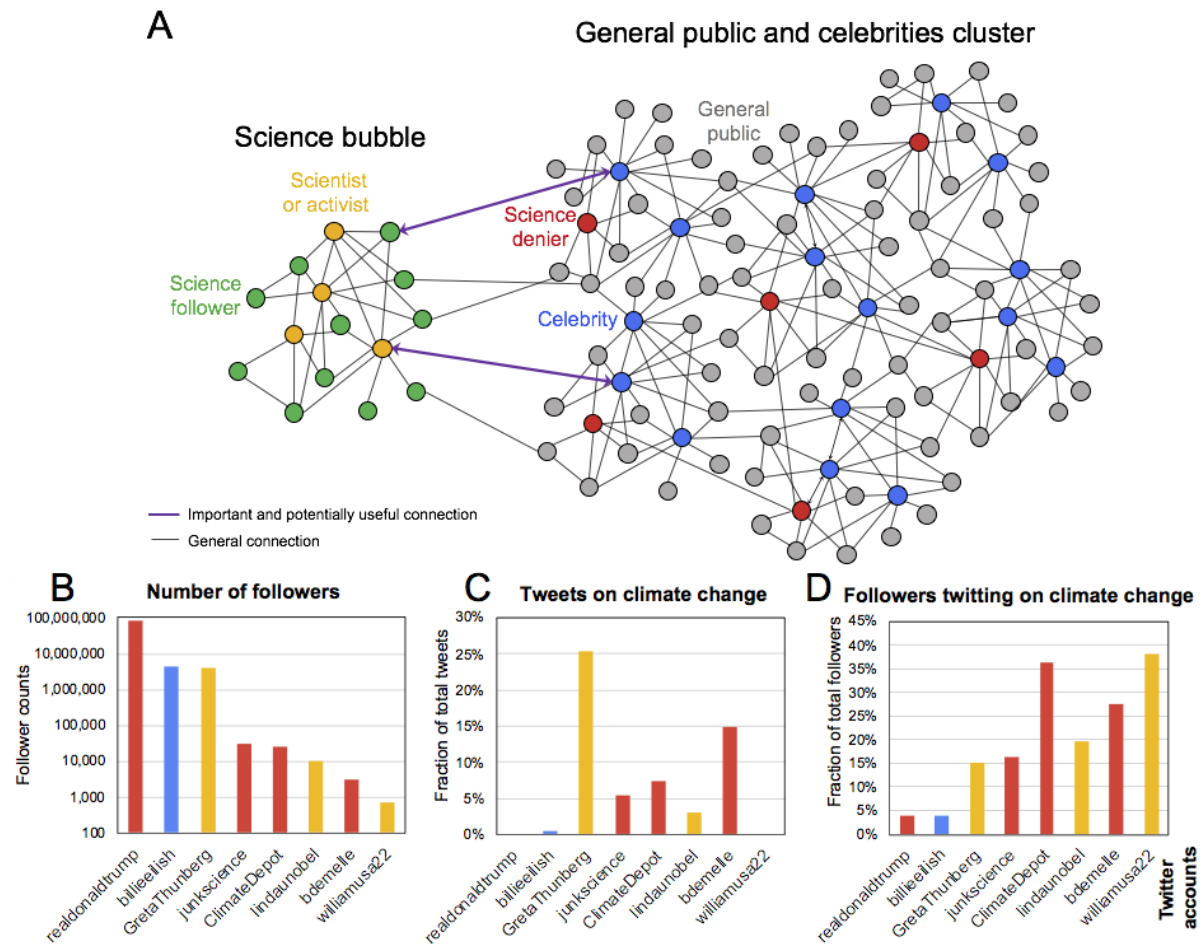 A
General public and celebrities cluster
Science bubble
General
public
Scientist
or activist
Science
denier
Science
follower
Celebrity
Important and potentially useful connection
General connection
B
Number of followers
Follower counts
100,000,000
10,000,000
1,000,000
100,000
10,000
1,000
100
realdonaldtrump
billieeilish
GretaThunberg
junkscience
ClimateDepot
lindaunobel
bdemelle
williamusa22
C
Tweets on climate change
Fraction of total tweets
30%
25%
20%
15%
10%
5%
0%
realdonaldtrump
billieeilish
GretaThunberg
junkscience
ClimateDepot
lindaunobel
bdemelle
williamusa22
D
Followers twitting on climate change
Fraction of total followers
45%
40%
35%
30%
25%
20%
15%
10%
5%
0%
realdonaldtrump
billieeilish
GretaThunberg
junkscience
ClimateDepot
lindaunobel
bdemelle
williamusa22
Twitter
accounts